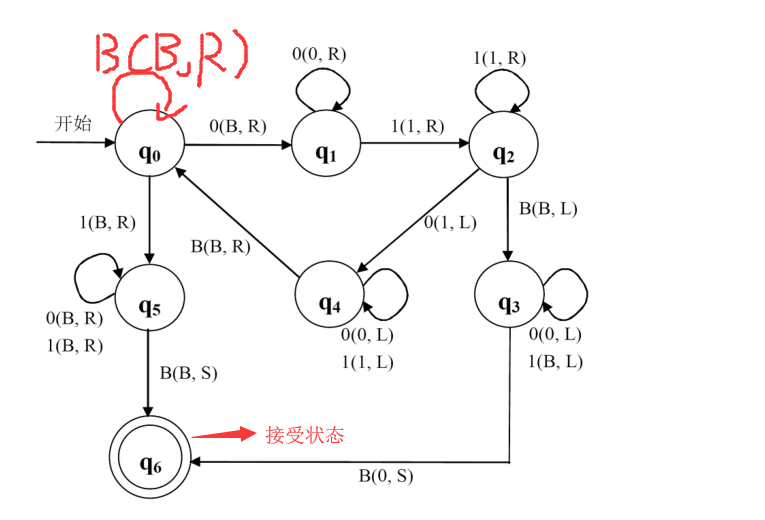 B(B,R)
0(0, R)
1(1, R)
开始
0(B, R)
1(1, R)
q0
q1
q2
1(B, R)
B(B, R)
0(1, L)
B(B, L)
q5
q4
q3
0(B, R)
1(B, R)
0(0, L)
1(1, L)
0(0, L)
1(B, L)
B(B, S)
q6
接受状态
B(0, S)